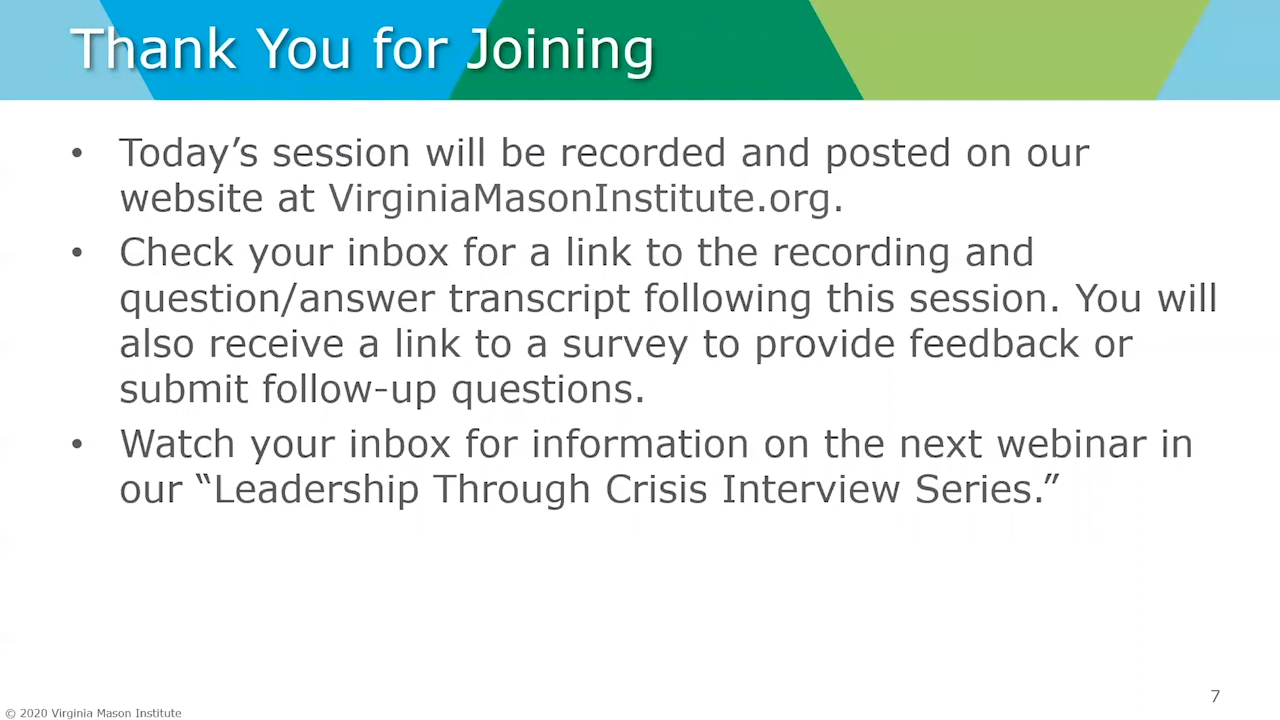 Thank You for Joining
• Today’s session will be recorded and posted on our
website at VirginiaMasonInstitute.org.
• Check your inbox for a link to the recording and
question/answer transcript following this session. You will
also receive a link to a survey to provide feedback or
submit follow-up questions.
• Watch your inbox for information on the next webinar in
our “Leadership Through Crisis Interview Series.”
7
© 2020 Virginia Mason Institute